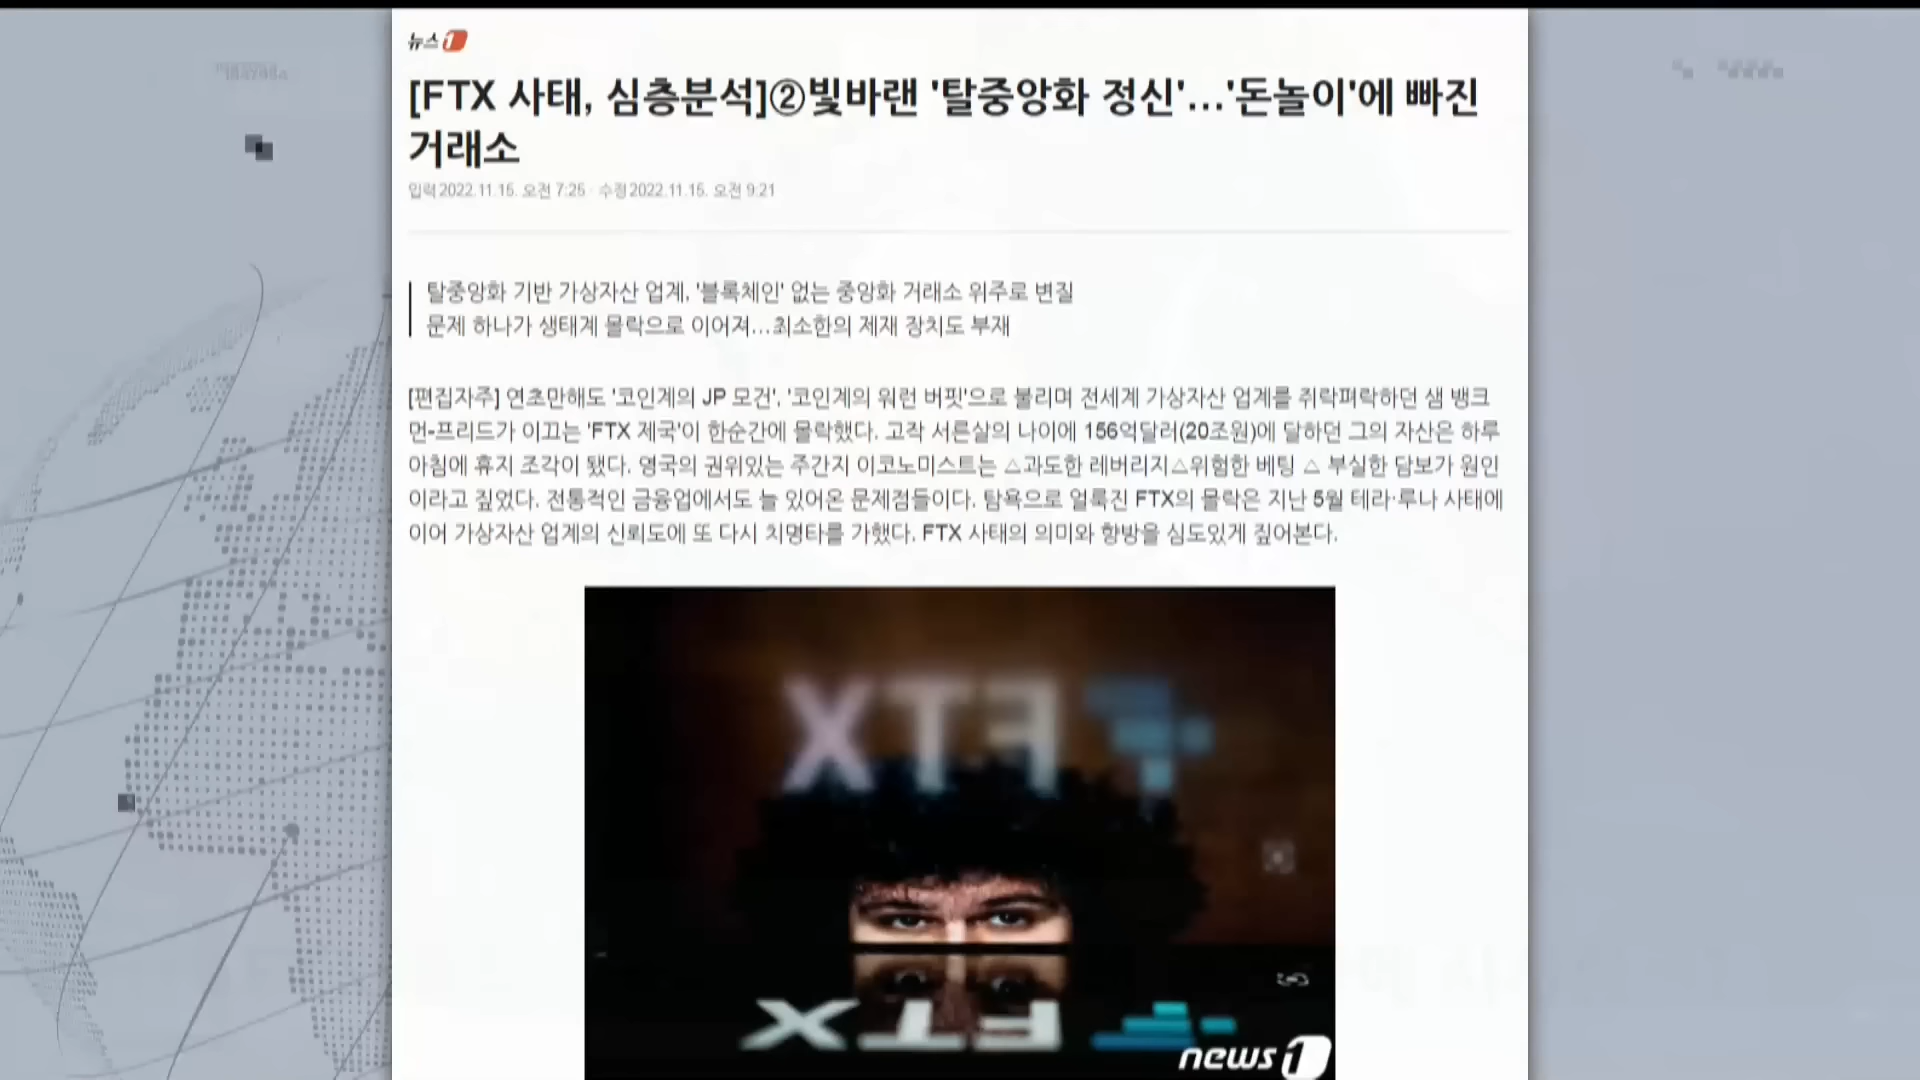 뉴스1
[FTX 사태, 심층분석]②빛바랜 '탈중앙화 정신'...'돈놀이'에 빠진
거래소
입력 2022.11.15. 오전 7:25 · 수정 2022.11.15. 오전 9:21
탈중앙화 기반 가상자산 업계, '블록체인' 없는 중앙화 거래소 위주로 변질
문제 하나가 생태계 몰락으로 이어져...최소한의 제재 장치도 부재
[편집자주] 연초만해도 '코인계의 JP 모건', '코인계의 워런 버핏'으로 불리며 전세계 가상자산 업계를 쥐락펴락하던 샘 뱅크
먼-프리드가 이끄는 'FTX 제국'이 한순간에 몰락했다. 고작 서른살의 나이에 156억달러(20조원)에 달하던 그의 자산은 하루
아침에 휴지 조각이 됐다. 영국의 권위있는 주간지 이코노미스트는 △과도한 레버리지△위험한 베팅 △ 부실한 담보가 원인
이라고 짚었다. 전통적인 금융업에서도 늘 있어온 문제점들이다. 탐욕으로 얼룩진 FTX의 몰락은 지난 5월 테라·루나 사태에
이어 가상자산 업계의 신뢰도에 또 다시 치명타를 가했다. FTX 사태의 의미와 향방을 심도있게 짚어본다.
FTX
FTX
news1